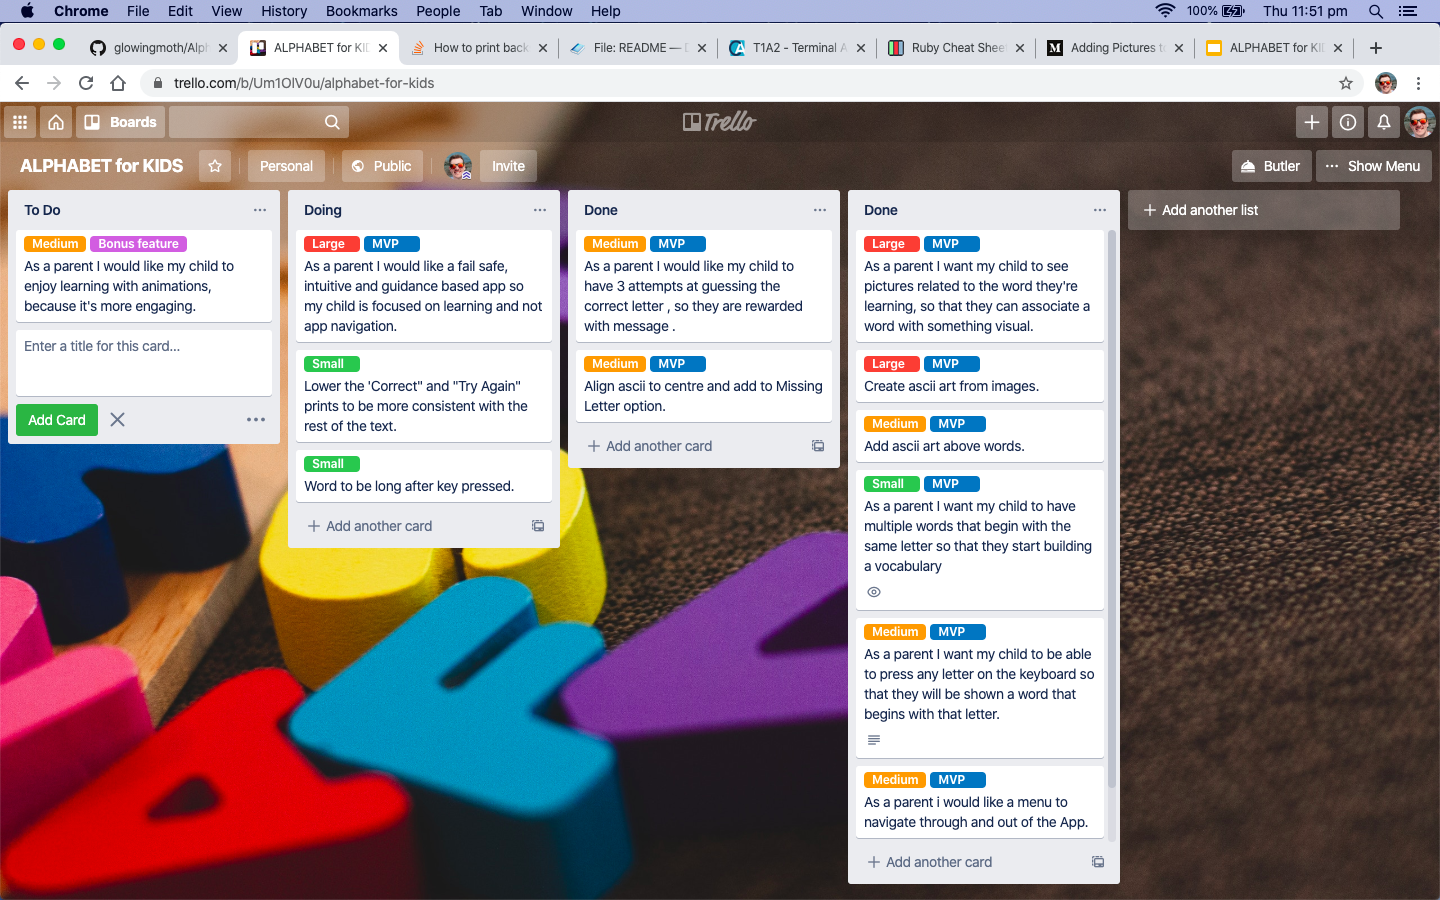 Chrome File Edit View History Bookmarks People Tab Window Help 100% Thu 11:51 pm
glowingmoth/Alph ALPHABET for KI How to print back File: README — T1A2 - Terminal A Ruby Cheat Shee Adding Pictures t ALPHABET for KI
trello.com/b/Um1OlV0u/alphabet-for-kids
Boards
Trello
ALPHABET for KIDS Personal Public Invite Butler Show Menu
To Do
Medium Bonus feature
As a parent I would like my child to
enjoy learning with animations,
because it's more engaging.
Enter a title for this card...
Add Card
Doing
Large MVP
As a parent I would like a fail safe,
intuitive and guidance based app so
my child is focused on learning and not
app navigation.
Small
Lower the 'Correct" and "Try Again"
prints to be more consistent with the
rest of the text.
Small
Word to be long after key pressed.
Add another card
Done
Medium MVP
As a parent I would like my child to
have 3 attempts at guessing the
correct letter , so they are rewarded
with message .
Medium MVP
Align ascii to centre and add to Missing
Letter option.
Add another card
Done
Large MVP
As a parent I want my child to see
pictures related to the word they're
learning, so that they can associate a
word with something visual.
Large MVP
Create ascii art from images.
Medium MVP
Add ascii art above words.
Small MVP
As a parent I want my child to have
multiple words that begin with the
same letter so that they start building
a vocabulary
Medium MVP
As a parent I want my child to be able
to press any letter on the keyboard so
that they will be shown a word that
begins with that letter.
Medium MVP
As a parent i would like a menu to
navigate through and out of the App.
Add another card
Add another list